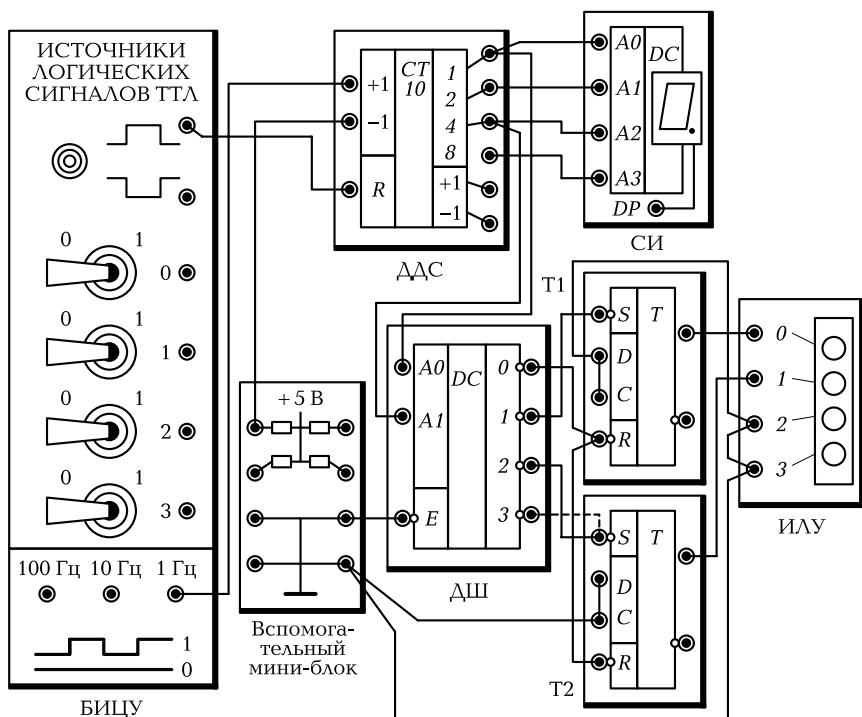 ИСТОЧНИКИ
ЛОГИЧЕСКИХ
СИГНАЛОВ ТТЛ
0 1
0
0 1
1
0 1
2
0 1
3
100 Гц 10 Гц 1 Гц
1
0
БИЦУ
+1
−1
R
CT
10
1
2
4
8
+1
−1
ДДС
A0
A1
A2
A3
DC
DP
СИ
+ 5 В
Вспомога-
тельный
мини-блок
A0
A1
E
DC
0
1
2
3
ДШ
T1
S
D
C
R
T
T2
S
D
C
R
T
0
1
2
3
ИЛУ